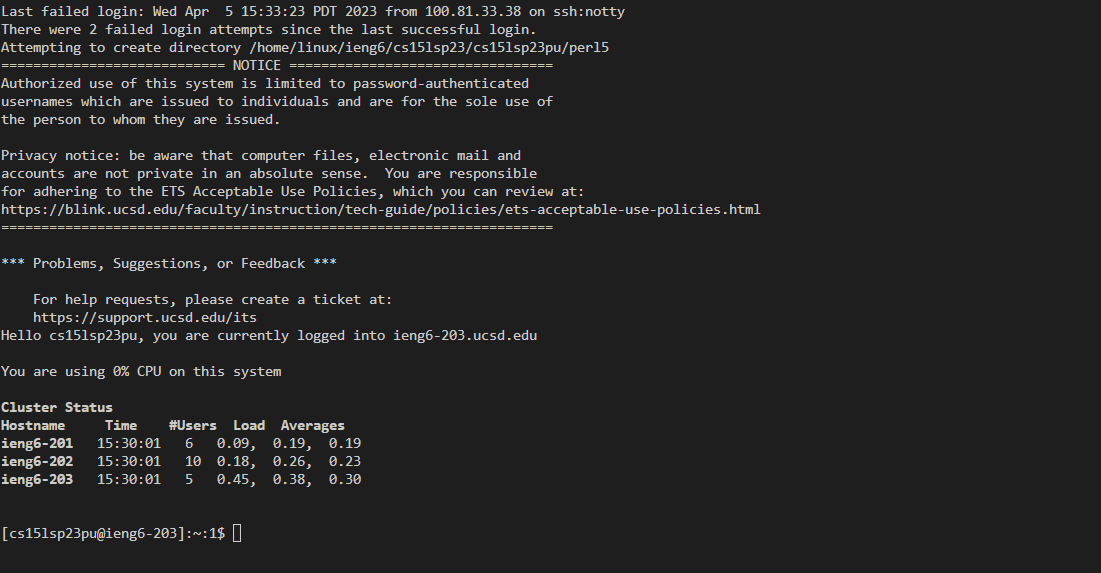 Last failed login: Wed Apr  5 15:33:23 PDT 2023 from 100.81.33.38 on ssh:notty
There were 2 failed login attempts since the last successful login.
Attempting to create directory /home/linux/ieng6/cs15lsp23/cs15lsp23pu/perl5
============================ NOTICE =================================
Authorized use of this system is limited to password-authenticated
usernames which are issued to individuals and are for the sole use of
the person to whom they are issued.

Privacy notice: be aware that computer files, electronic mail and
accounts are not private in an absolute sense.  You are responsible
for adhering to the ETS Acceptable Use Policies, which you can review at:
https://blink.ucsd.edu/faculty/instruction/tech-guide/policies/ets-acceptable-use-policies.html
=====================================================================

*** Problems, Suggestions, or Feedback ***

    For help requests, please create a ticket at:
    https://support.ucsd.edu/its
Hello cs15lsp23pu, you are currently logged into ieng6-203.ucsd.edu

You are using 0% CPU on this system

Cluster Status
Hostname     Time    #Users  Load  Averages
ieng6-201   15:30:01   6   0.09,  0.19,  0.19
ieng6-202   15:30:01   10  0.18,  0.26,  0.23
ieng6-203   15:30:01   5   0.45,  0.38,  0.30

[cs15lsp23pu@ieng6-203]:~:1$